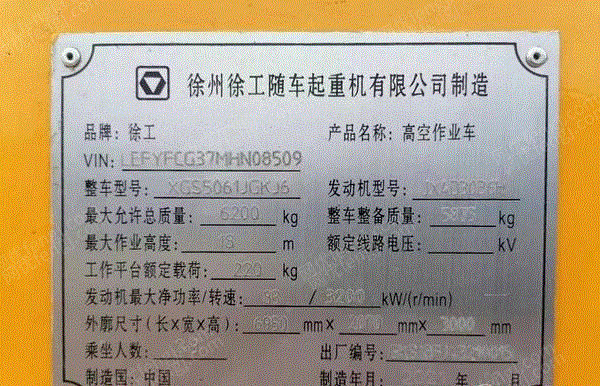 徐州徐工随车起重机有限公司制造
品牌：徐工 产品名称：高空作业车
VIN: LEFYFCG37MHN08509
整车型号： XGS5061JGKJ6 发动机型号：
最大允许总质量： 6200 kg 整车整备质量： kg
最大作业高度： 18 m 额定线路电压： kV
工作平台额定载荷： 220 kg
发动机最大净功率/转速： / 3200 kW/(r/min)
外廓尺寸(长×宽×高)： mm× mm× 3000 mm
乘坐人数： 出厂编号：
制造国：中国 制造年月： 年 月